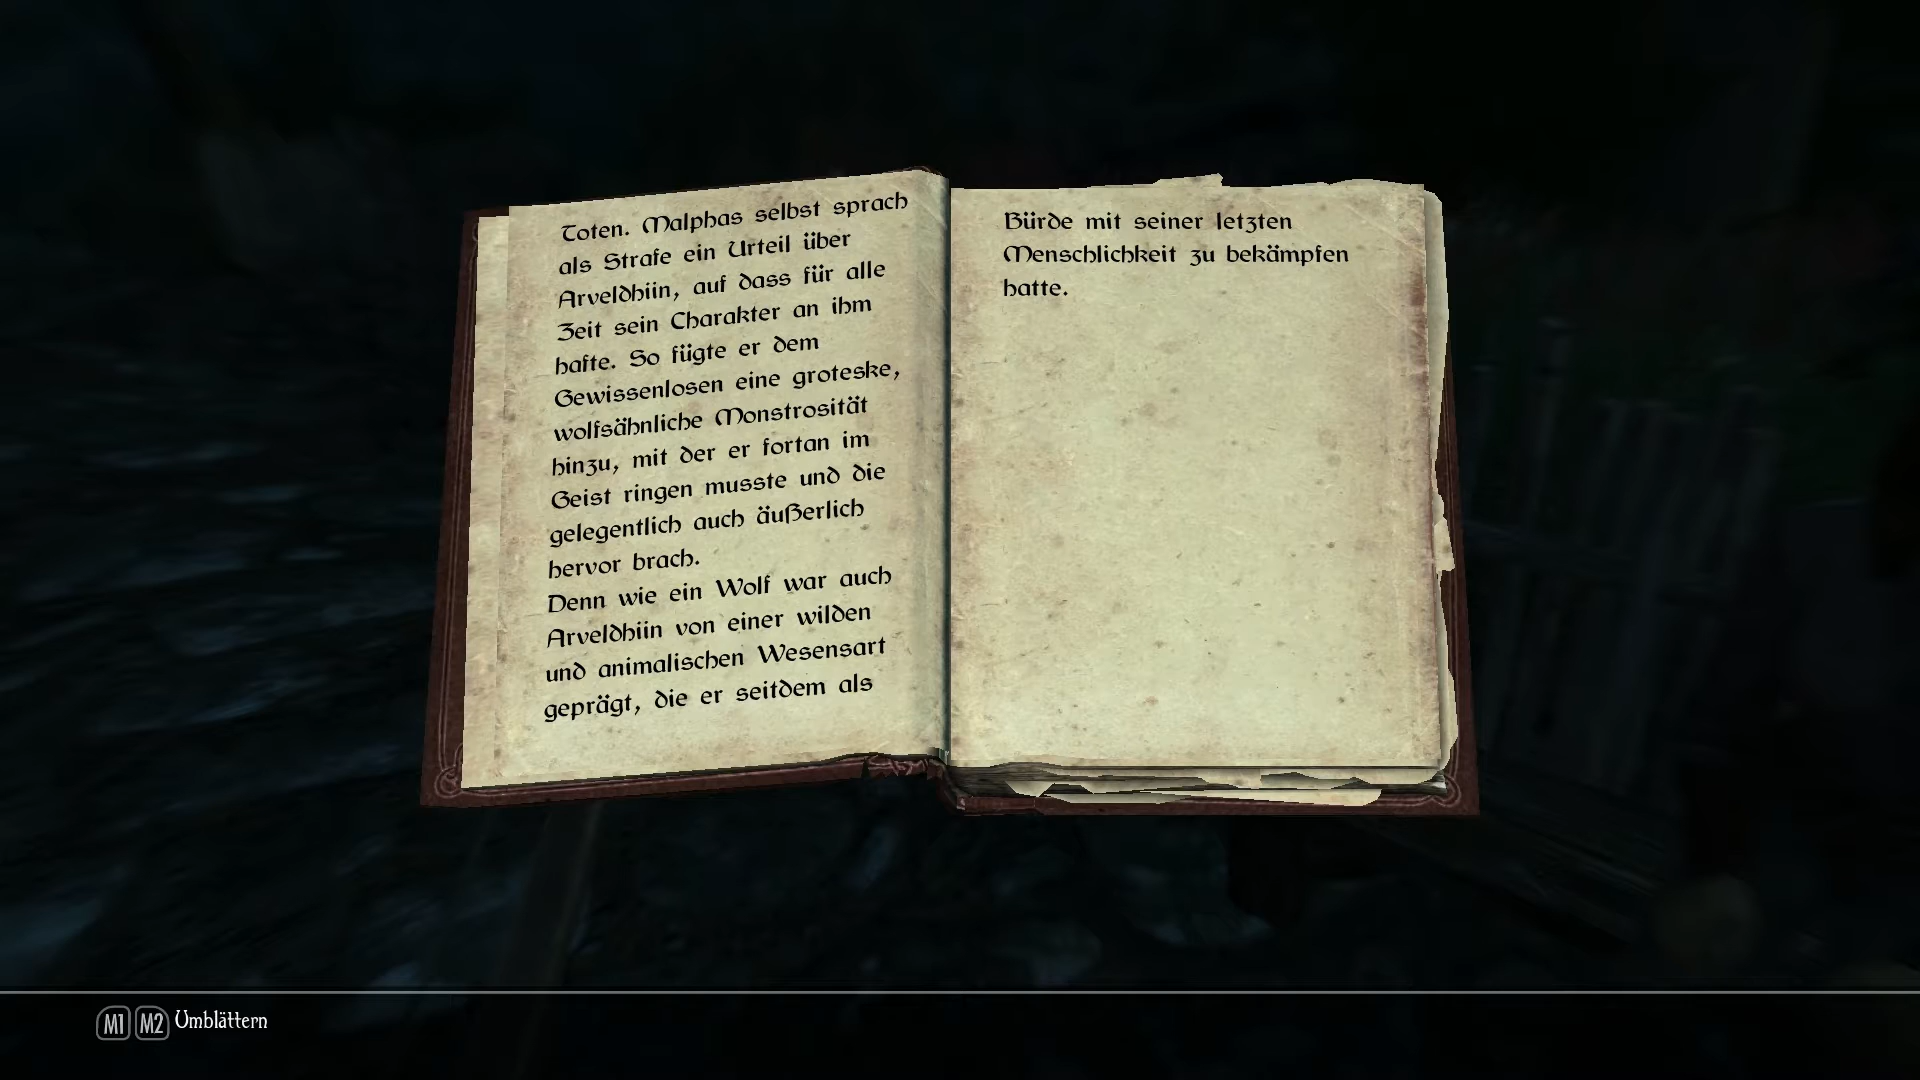 Toten. Malphas selbst sprach
als Strafe ein Urteil über
Arveldhiin, auf dass für alle
Zeit sein Charakter an ihm
hafte. So fügte er dem
Gewissenlosen eine groteske,
wolfsähnliche Monstrosität
hinzu, mit der er fortan im
Geist ringen musste und die
gelegentlich auch äußerlich
hervor brach.
Denn wie ein Wolf war auch
Arveldhiin von einer wilden
und animalischen Wesensart
geprägt, die er seitdem als
Bürde mit seiner letzten
Menschlichkeit zu bekämpfen
hatte.
M1 M2 Umblättern